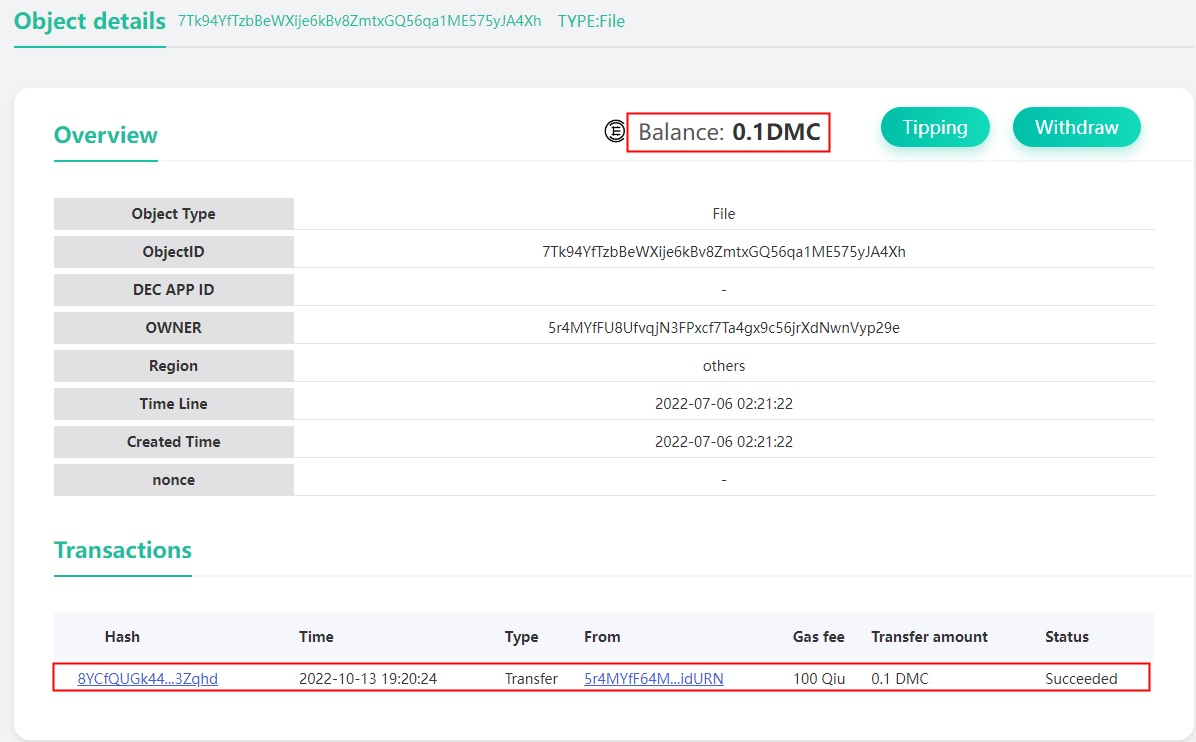 Object details 7Tk94YfTzbBeWXije6kBv8ZmtxGQ56qa1ME575yJA4Xh TYPE:File
Overview Balance: 0.1DMC Tipping Withdraw
Object Type File
ObjectID 7Tk94YfTzbBeWXije6kBv8ZmtxGQ56qa1ME575yJA4Xh
DEC APP ID -
OWNER 5r4MYfFU8UfvqjN3FPxcf7Ta4gx9c56jrXdNwnVyp29e
Region others
Time Line 2022-07-06 02:21:22
Created Time 2022-07-06 02:21:22
nonce -
Transactions
Hash Time Type From Gas fee Transfer amount Status
8YCfQUGk44...3Zqhd 2022-10-13 19:20:24 Transfer 5r4MYfF64M...idURN 100 Qiu 0.1 DMC Succeeded